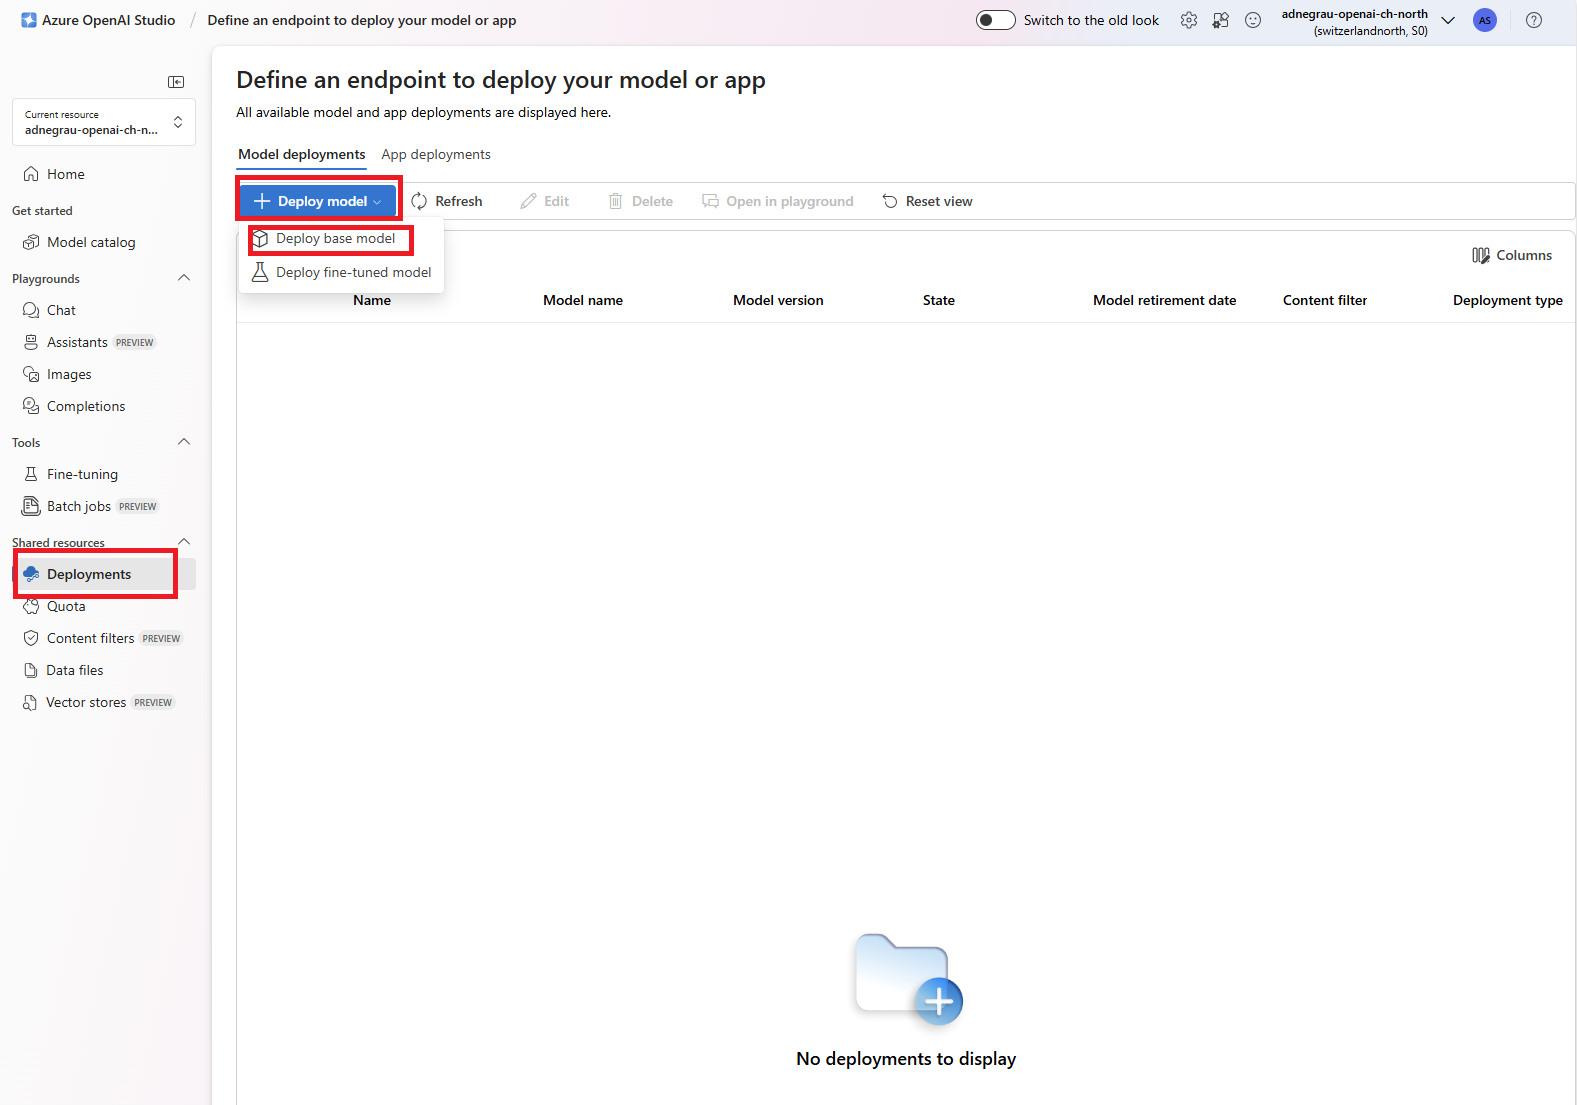 Azure OpenAI Studio / Define an endpoint to deploy your model or app
Switch to the old look
adnegrau-openai-ch-north
(switzerlandnorth, S0)
AS
Current resource
adnegrau-openai-ch-n...
Home
Get started
Model catalog
Playgrounds
Chat
Assistants PREVIEW
Images
Completions
Tools
Fine-tuning
Batch jobs PREVIEW
Shared resources
Deployments
Quota
Content filters PREVIEW
Data files
Vector stores PREVIEW
Define an endpoint to deploy your model or app
All available model and app deployments are displayed here.
Model deployments App deployments
Deploy model Refresh Edit Delete Open in playground Reset view
Deploy base model
Deploy fine-tuned model
Columns
Name Model name Model version State Model retirement date Content filter Deployment type
No deployments to display